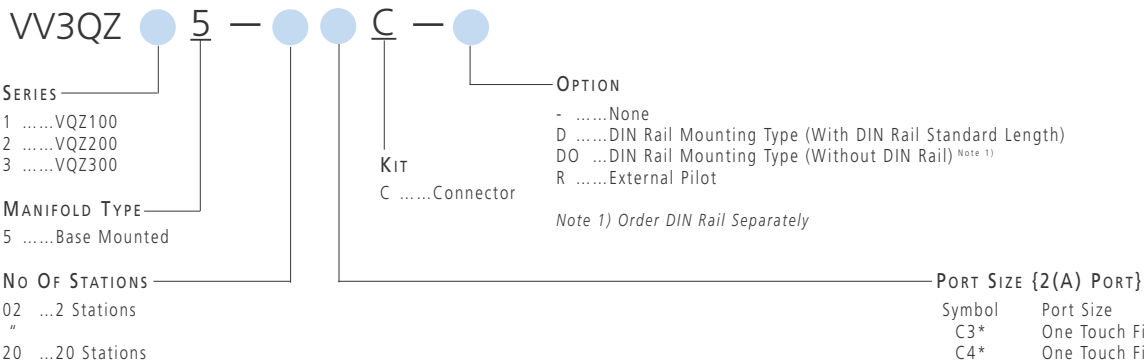 VV3QZ 5 — C —
SERIES
1 ......VQZ100
2 ......VQZ200
3 ......VQZ300
MANIFOLD TYPE
5 ......Base Mounted
NO OF STATIONS
02 ...2 Stations
"
20 ...20 Stations
KIT
C ......Connector
OPTION
- ......None
D ......DIN Rail Mounting Type (With DIN Rail Standard Length)
DO ...DIN Rail Mounting Type (Without DIN Rail) Note 1)
R ......External Pilot
Note 1) Order DIN Rail Separately
PORT SIZE {2(A) PORT}
Symbol Port Size
C3* One Touch Fi
C4* One Touch Fi